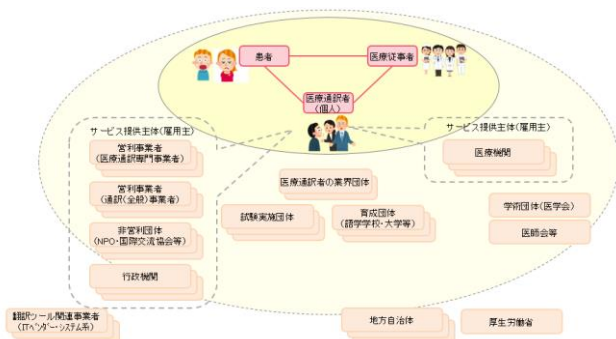 患者
医療従事者
医療通訳者
(個人)
サービス提供主体(雇用主)
営利事業者
(医療通訳専門事業者)
営利事業者
(通訳(全般)事業者)
非営利団体
(NPO・国際交流協会等)
行政機関
サービス提供主体(雇用主)
医療機関
医療通訳者の業界団体
試験実施団体
育成団体
(語学学校・大学等)
学術団体(医学会)
医師会等
翻訳ツール関連事業者
(ITベンダー・システム系)
地方自治体
厚生労働省